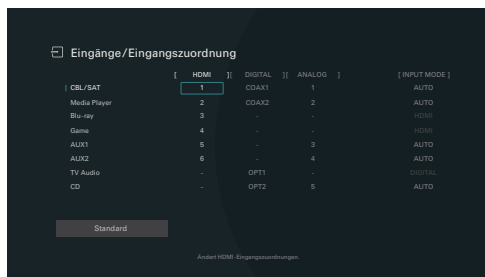 Eingänge/Eingangszuordnung
[ HDMI ][ DIGITAL ][ ANALOG ] [ INPUT MODE ]
CBL/SAT 1 COAX1 1 AUTO
Media Player 2 COAX2 2 AUTO
Blu-ray 3 - - HDMI
Game 4 - - HDMI
AUX1 5 - 3 AUTO
AUX2 6 - 4 AUTO
TV Audio - OPT1 - DIGITAL
CD - OPT2 5 AUTO
Standard
Ändert HDMI-Eingangszuordnungen.